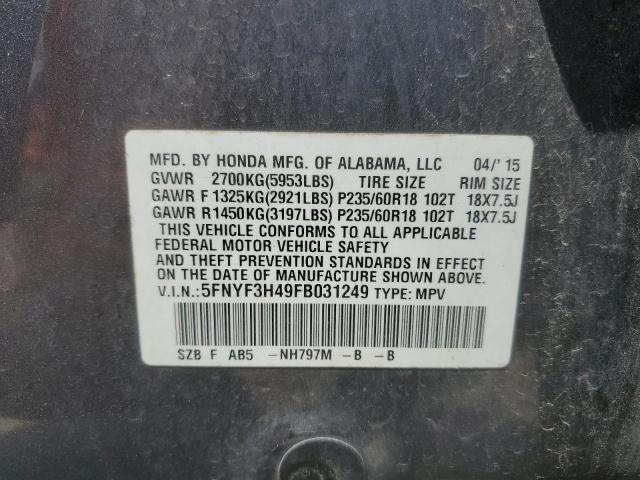 MFD. BY HONDA MFG. OF ALABAMA, LLC 04/'15
GVWR 2700KG(5953LBS) TIRE SIZE RIM SIZE
GAWR F 1325KG(2921LBS) P235/60R18 102T 18X7.5J
GAWR R1450KG(3197LBS) P235/60R18 102T 18X7.5J
THIS VEHICLE CONFORMS TO ALL APPLICABLE
FEDERAL MOTOR VEHICLE SAFETY
AND THEFT PREVENTION STANDARDS IN EFFECT
ON THE DATE OF MANUFACTURE SHOWN ABOVE.
V.I.N.:5FNYF3H49FB031249 TYPE: MPV
SZB F AB5 -NH797M -B -B